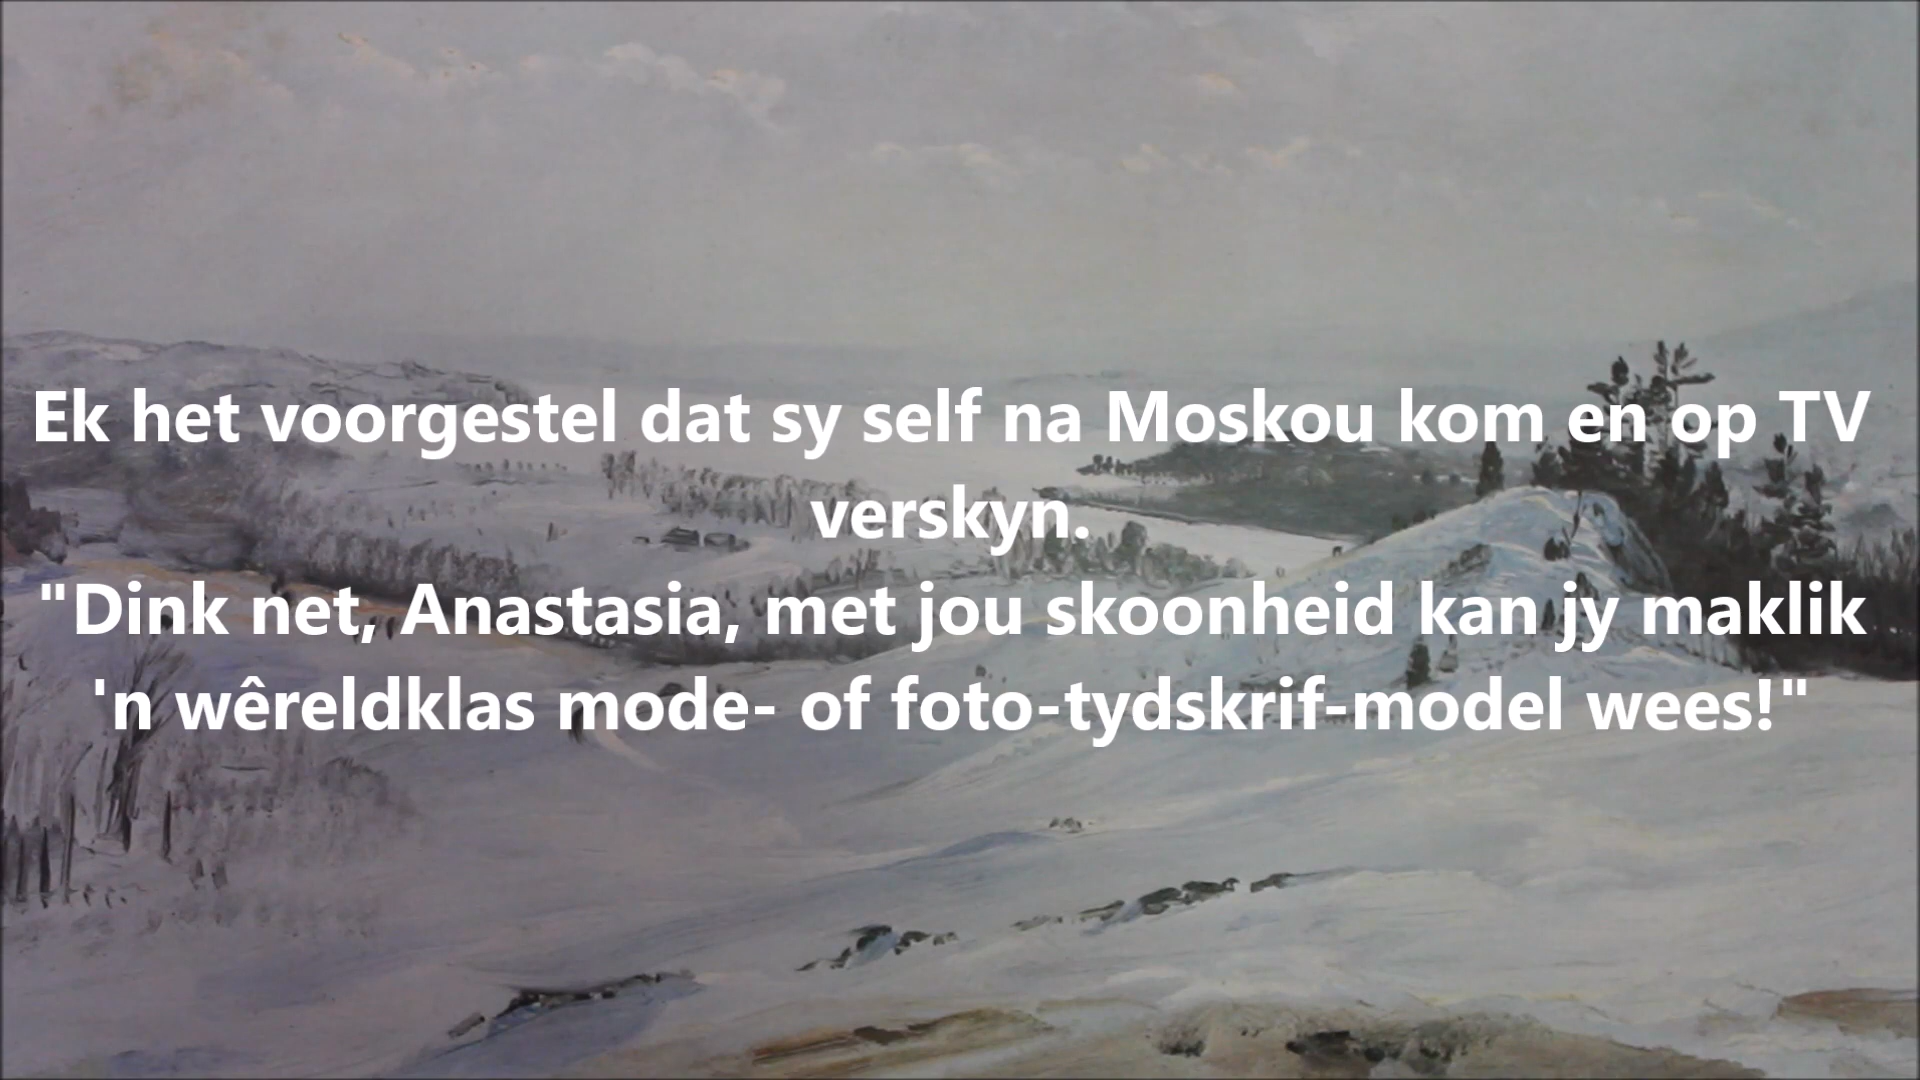 Ek het voorgestel dat sy self na Moskou kom en op TV
verskyn.
"Dink net, Anastasia, met jou skoonheid kan jy maklik
'n wêreldklas mode- of foto-tydskrif-model wees!"